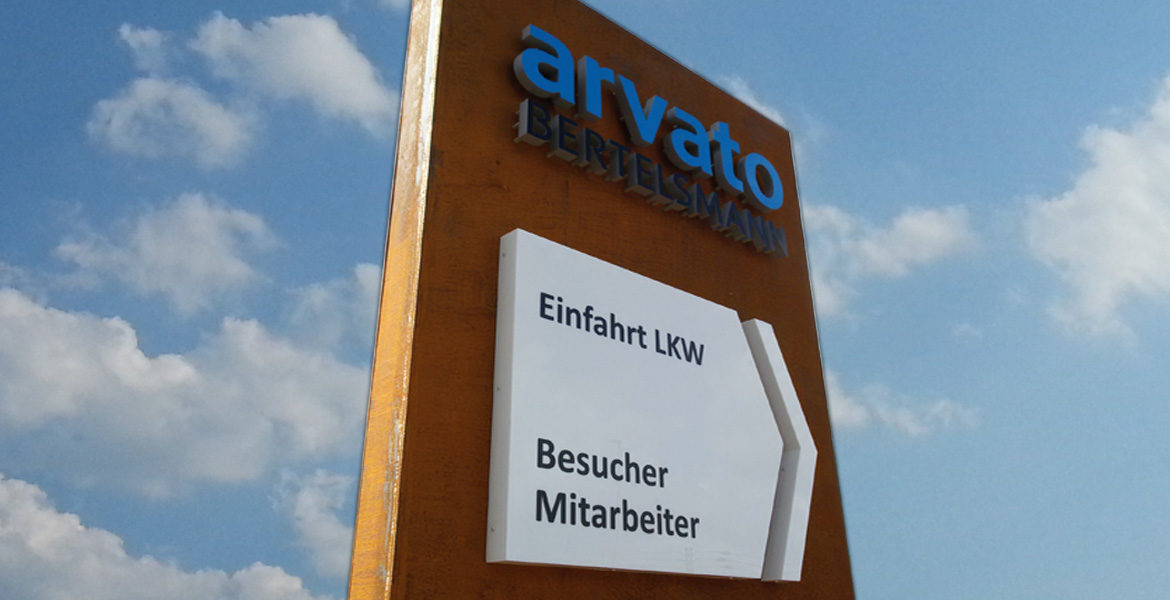 arvato
BERTELSMANN
Einfahrt LKW
Besucher
Mitarbeiter